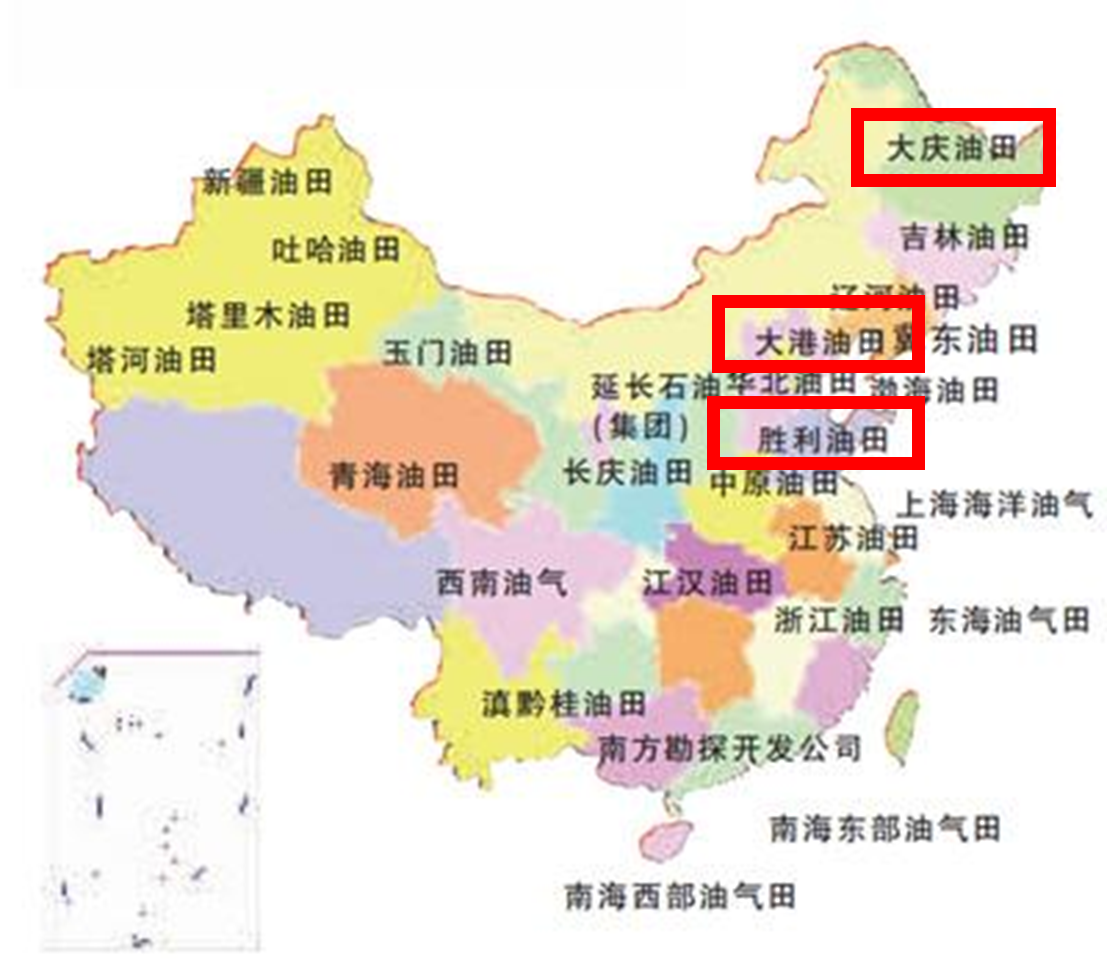 大庆油田
新疆油田
吉林油田
吐哈油田
辽河油田
塔里木油田
大港油田
冀东油田
玉门油田
塔河油田
延长石油
(集团)
华北油田
渤海油田
胜利油田
青海油田
长庆油田
中原油田
上海海洋油气
江苏油田
西南油气
江汉油田
浙江油田
东海油气田
滇黔桂油田
南方勘探开发公司
南海东部油气田
南海西部油气田